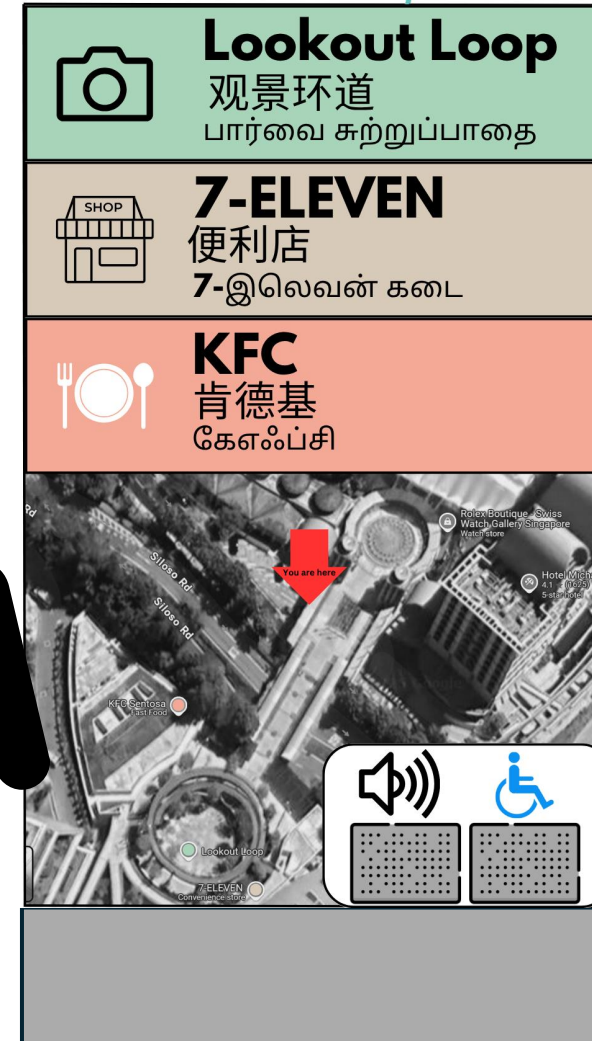 Lookout Loop
观景环道
பார்வை சுற்றுப்பாதை
SHOP
7-ELEVEN
便利店
7-இலெவன் கடை
KFC
肯德基
கேஎஃப்சி
Rd
Siloso Rd
Siloso Rd
Rolex Boutique - Swiss
Watch Gallery Singapore
Watch store
You are here
Hotel Mich
5-star hotel
KFC Sentosa
Fast Food
Lookout Loop
7-ELEVEN
Convenience store